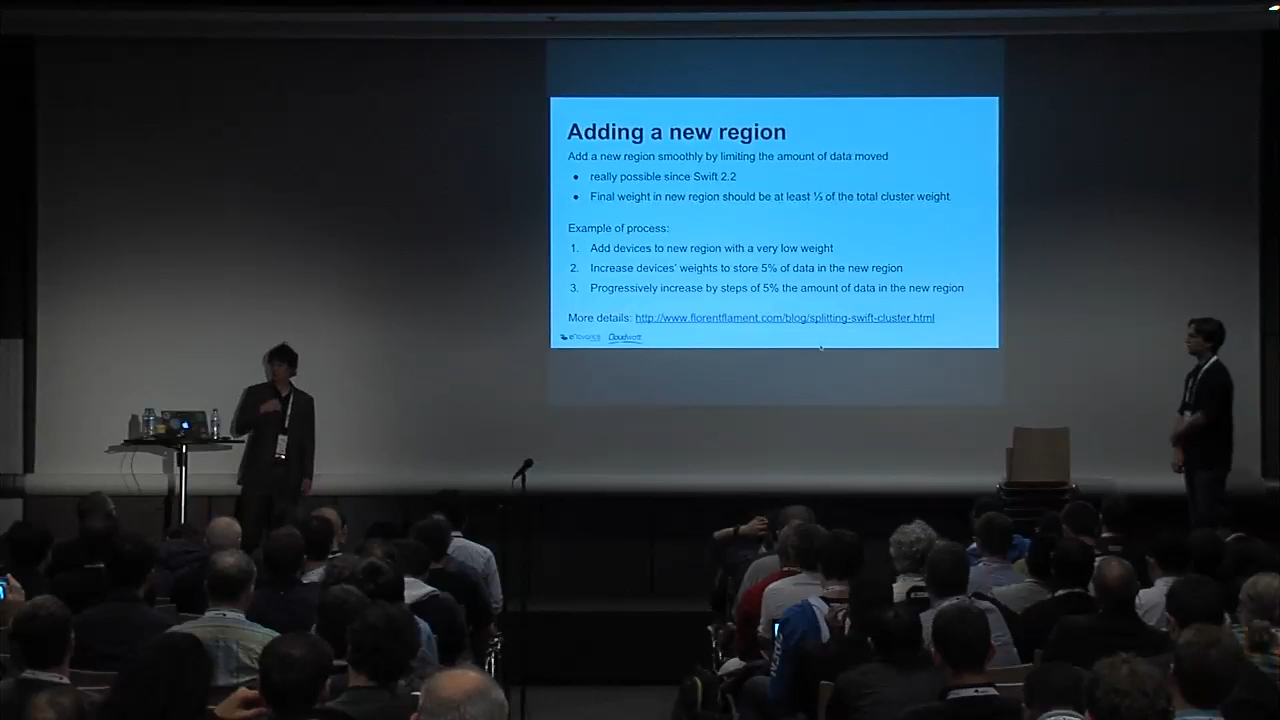 Adding a new region
Add a new region smoothly by limiting the amount of data moved
● really possible since Swift 2.2
● Final weight in new region should be at least ⅓ of the total cluster weight
Example of process:
1. Add devices to new region with a very low weight
2. Increase devices' weights to store 5% of data in the new region
3. Progressively increase by steps of 5% the amount of data in the new region
More details: http://www.florentflament.com/blog/splitting-swift-cluster.html
eNovance Cloudwatt